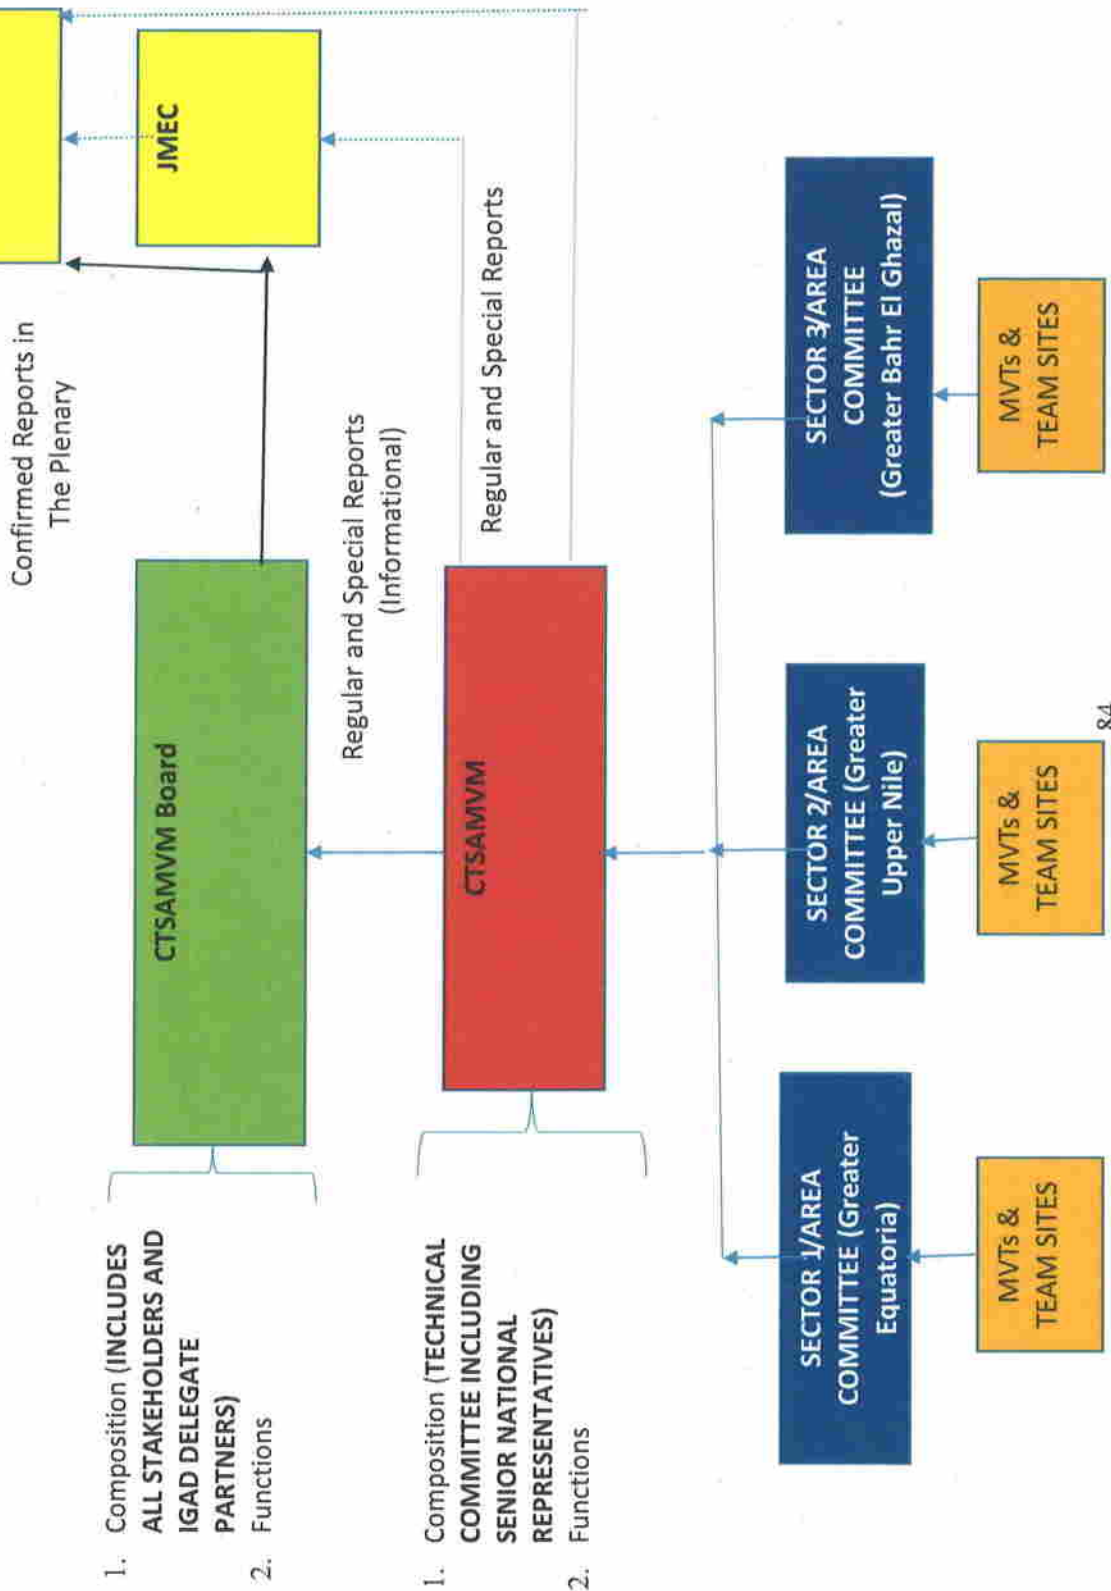 Confirmed Reports in
The Plenary
JMEC
1. Composition (INCLUDES
ALL STAKEHOLDERS AND
IGAD DELEGATE
PARTNERS)
2. Functions
CTSAMVM Board
Regular and Special Reports
(Informational)
1. Composition (TECHNICAL
COMMITTEE INCLUDING
SENIOR NATIONAL
REPRESENTATIVES)
2. Functions
CTSAMVM
Regular and Special Reports
SECTOR 1/AREA
COMMITTEE (Greater
Equatoria)
SECTOR 2/AREA
COMMITTEE (Greater
Upper Nile)
SECTOR 3/AREA
COMMITTEE
(Greater Bahr El Ghazal)
MVTs &
TEAM SITES
MVTs &
TEAM SITES
MVTs &
TEAM SITES
84